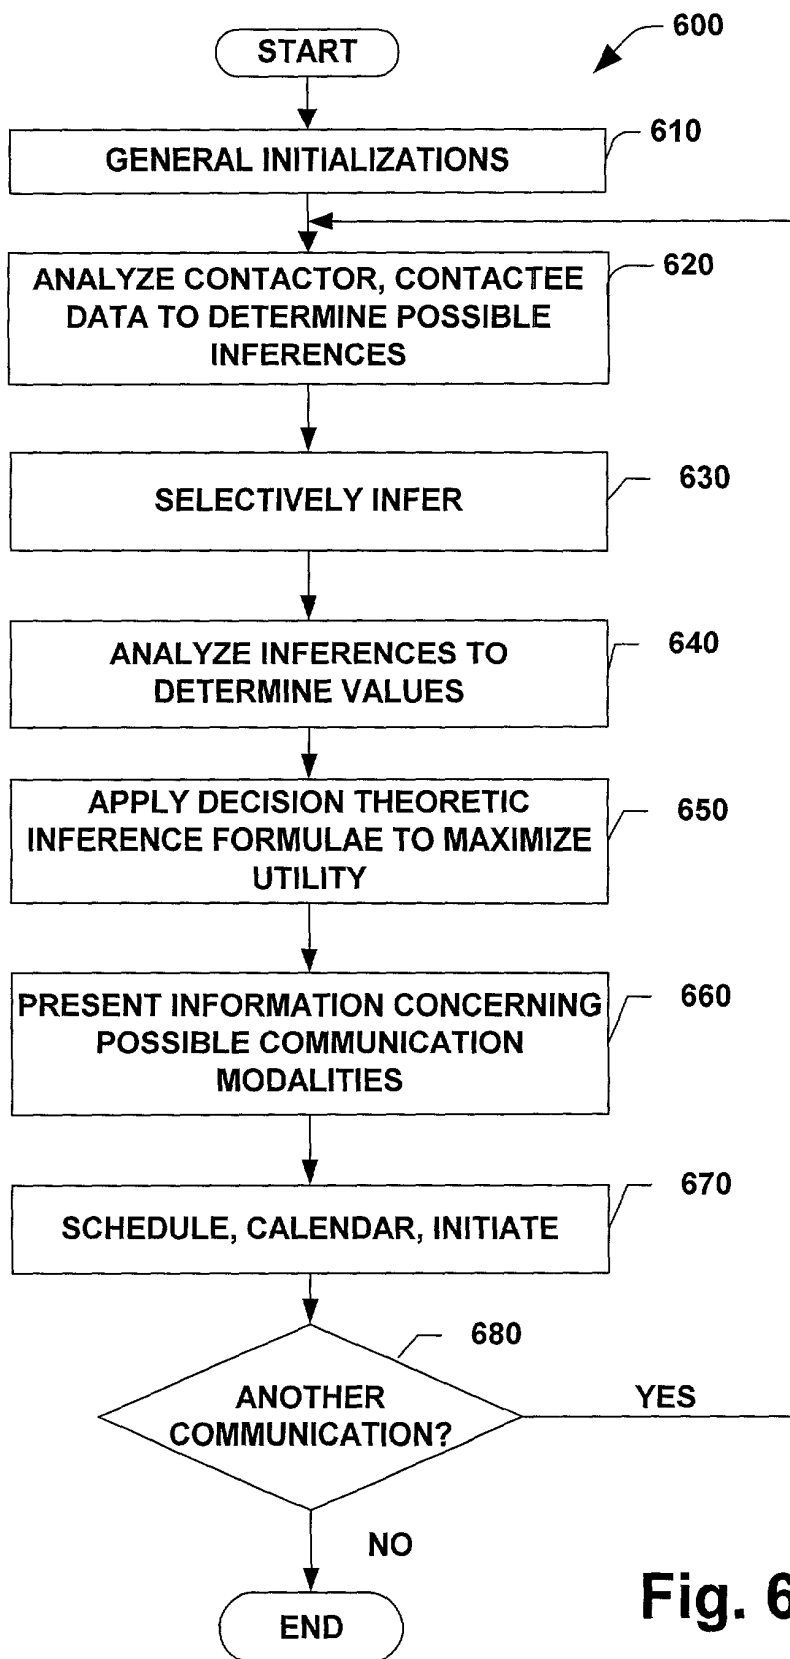 START
600
GENERAL INITIALIZATIONS
610
ANALYZE CONTACTOR, CONTACTEE
DATA TO DETERMINE POSSIBLE
INFERENCES
620
SELECTIVELY INFER
630
ANALYZE INFERENCES TO
DETERMINE VALUES
640
APPLY DECISION THEORETIC
INFERENCE FORMULAE TO MAXIMIZE
UTILITY
650
PRESENT INFORMATION CONCERNING
POSSIBLE COMMUNICATION
MODALITIES
660
SCHEDULE, CALENDAR, INITIATE
670
680
ANOTHER
COMMUNICATION?
YES
NO
END
Fig. 6